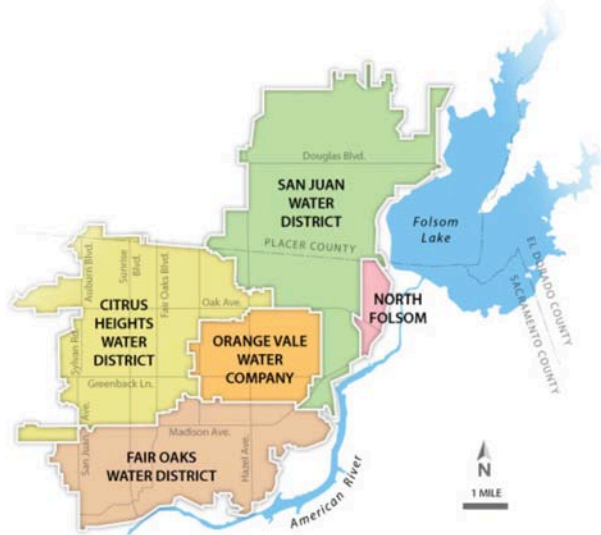 Douglas Blvd.
SAN JUAN
WATER
DISTRICT
Folsom
Lake
PLACER COUNTY
EL DORADO COUNTY
SACRAMENTO COUNTY
Auburn Blvd.
Sunrise
Blvd.
Fair Oaks Blvd.
Oak Ave.
NORTH
FOLSOM
CITRUS
HEIGHTS
WATER
DISTRICT
Sylvan Rd.
ORANGE VALE
WATER
COMPANY
Greenback Ln.
San Juan
Ave.
Madison Ave.
Hazel Ave.
FAIR OAKS
WATER DISTRICT
American River
N
1 MILE